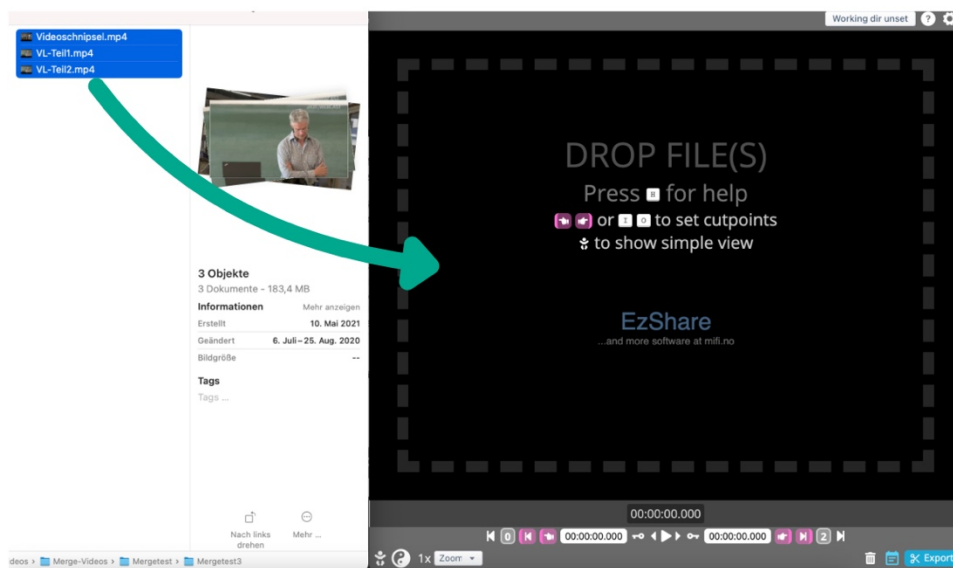 Videoschnipsel.mp4
VL-Teil1.mp4
VL-Teil2.mp4
3 Objekte
3 Dokumente - 183,4 MB
Informationen Mehr anzeigen
Erstellt 10. Mai 2021
Geändert 6. Juli – 25. Aug. 2020
Bildgröße --
Tags
Tags ...
Nach links drehen
Mehr ...
deos › Merge-Videos › Mergetest › Mergetest3
Working dir unset ?
DROP FILE(S)
Press H for help
or I O to set cutpoints
to show simple view
EzShare
...and more software at mifi.no
00:00:00.000
0 00:00:00.000 00:00:00.000 2
1x Zoom Export